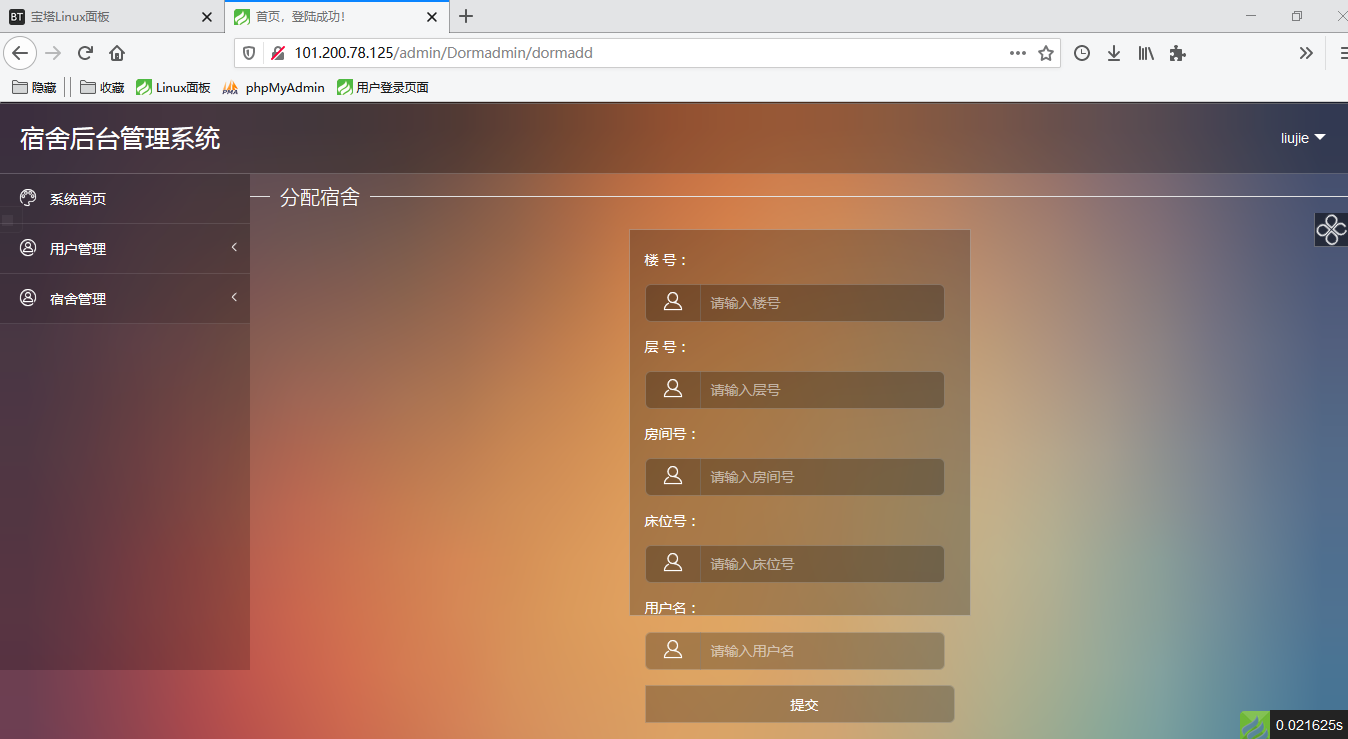 BT 宝塔Linux面板
首页，登陆成功！
101.200.78.125/admin/Dormadmin/dormadd
隐藏 收藏 Linux面板 PMA phpMyAdmin 用户登录页面
宿舍后台管理系统
liujie
系统首页
用户管理
宿舍管理
分配宿舍
楼 号：
请输入楼号
层 号：
请输入层号
房间号：
请输入房间号
床位号：
请输入床位号
用户名：
请输入用户名
提交
0.021625s